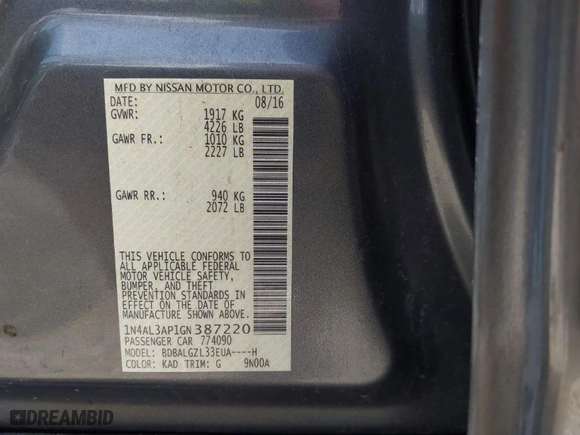 MFD BY NISSAN MOTOR CO., LTD.
DATE: 08/16
GVWR: 1917 KG
4226 LB
GAWR FR.: 1010 KG
2227 LB
GAWR RR.: 940 KG
2072 LB
THIS VEHICLE CONFORMS TO
ALL APPLICABLE FEDERAL
MOTOR VEHICLE SAFETY,
BUMPER, AND THEFT
PREVENTION STANDARDS IN
EFFECT ON THE DATE OF
MANUFACTURE SHOWN ABOVE.
1N4AL3AP1GN387220
PASSENGER CAR 774090
MODEL: BDBALGZL33EUA----H
COLOR: KAD TRIM: G 9N00A
DREAMBID